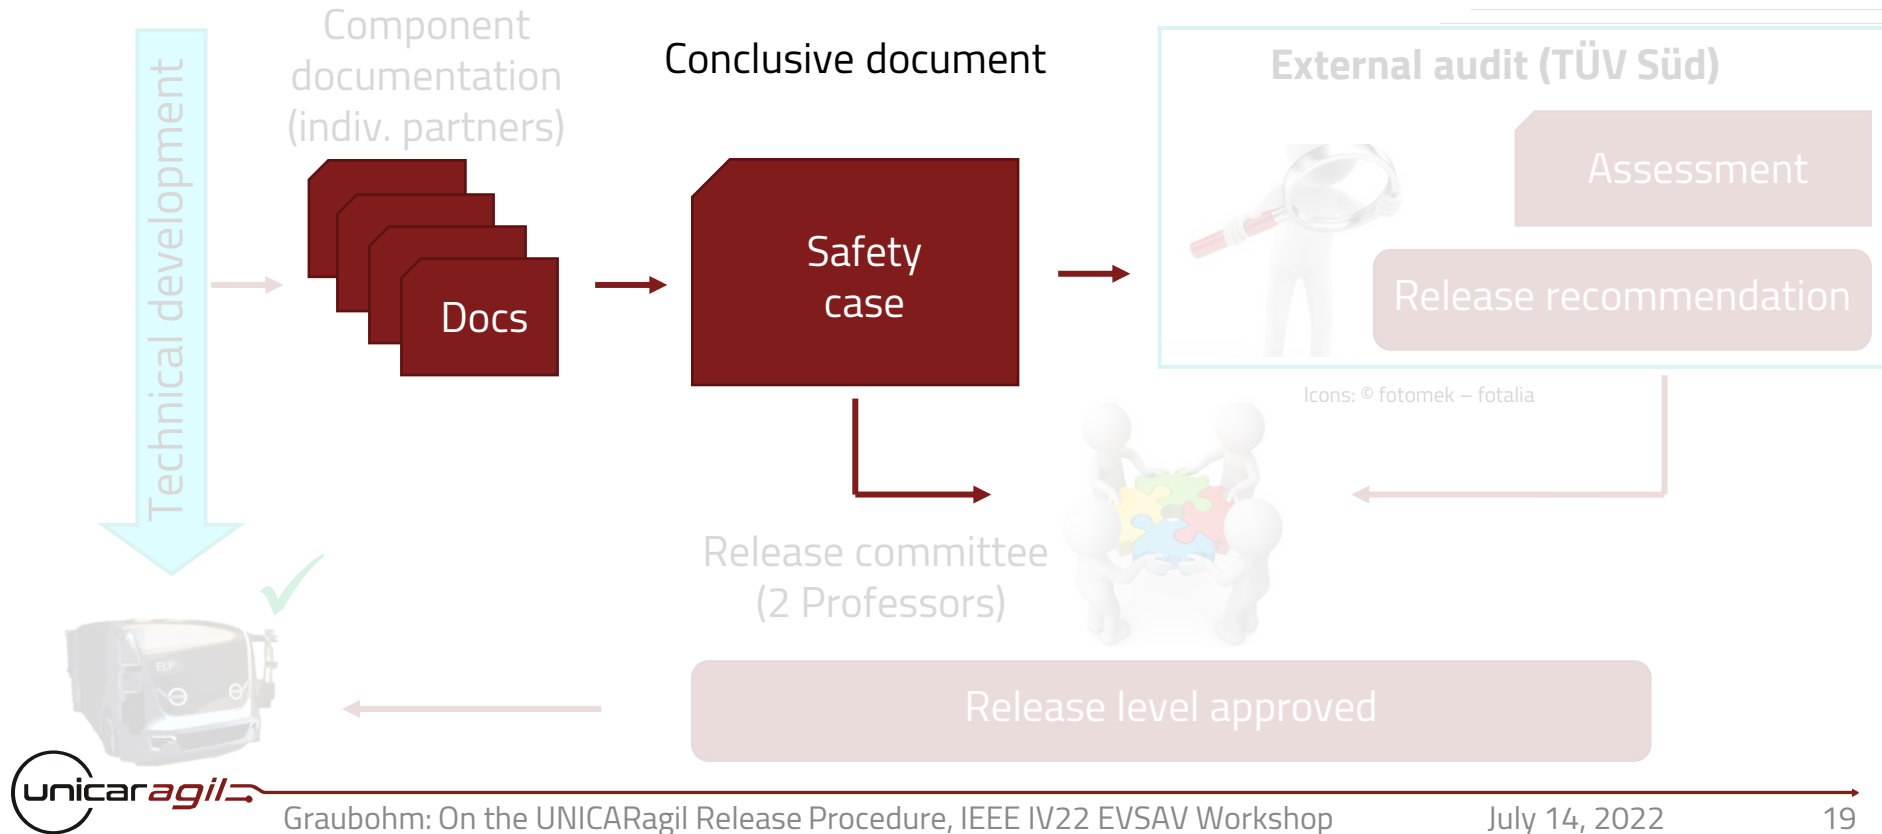 Technical development
Component
documentation
(indiv. partners)
Docs
Conclusive document
Safety
case
External audit (TÜV Süd)
Assessment
Release recommendation
Icons: © fotomek – fotalia
Release committee
(2 Professors)
Release level approved
ELF
unicaragil
Graubohm: On the UNICARagil Release Procedure, IEEE IV22 EVSAV Workshop
July 14, 2022
19